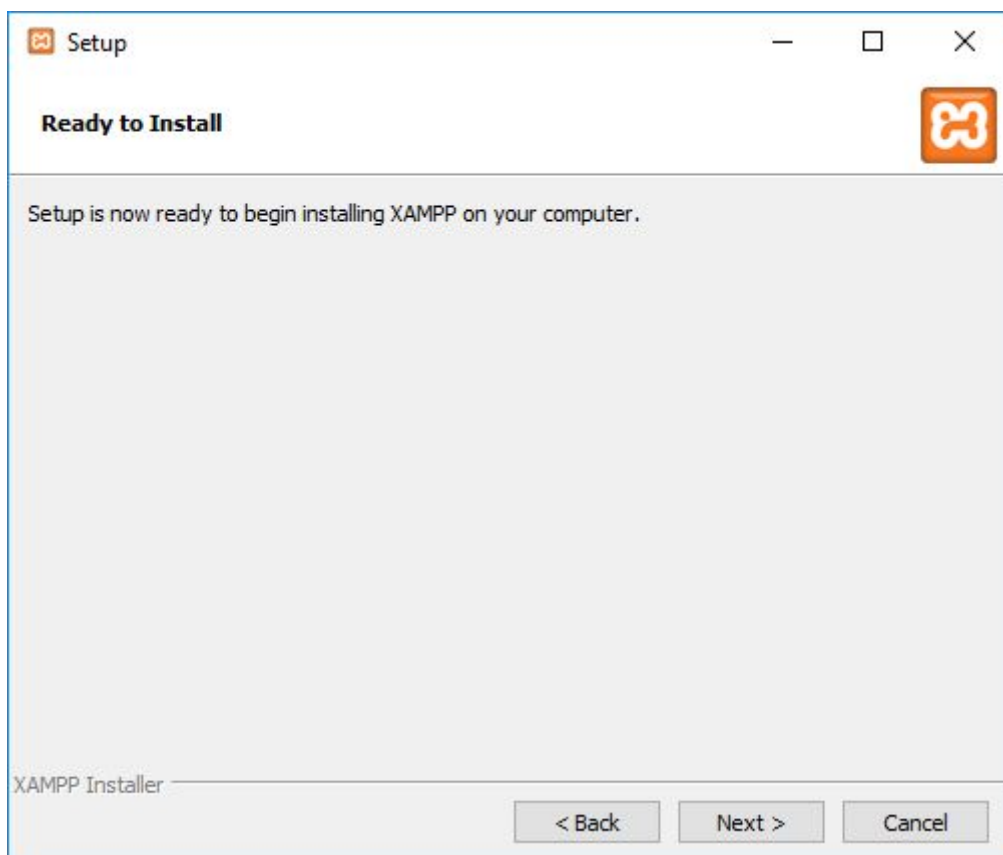 Setup
Ready to Install
Setup is now ready to begin installing XAMPP on your computer.
XAMPP Installer
< Back
Next >
Cancel